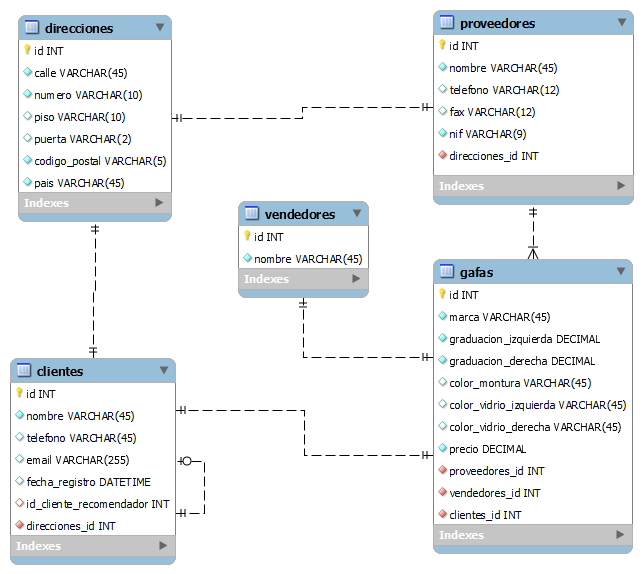 direcciones
id INT
calle VARCHAR(45)
numero VARCHAR(10)
piso VARCHAR(10)
puerta VARCHAR(2)
codigo_postal VARCHAR(5)
pais VARCHAR(45)
Indexes
proveedores
id INT
nombre VARCHAR(45)
telefono VARCHAR(12)
fax VARCHAR(12)
nif VARCHAR(9)
direcciones_id INT
Indexes
vendedores
id INT
nombre VARCHAR(45)
Indexes
clientes
id INT
nombre VARCHAR(45)
telefono VARCHAR(45)
email VARCHAR(255)
fecha_registro DATETIME
id_cliente_recomendador INT
direcciones_id INT
Indexes
gafas
id INT
marca VARCHAR(45)
graduacion_izquierda DECIMAL
graduacion_derecha DECIMAL
color_montura VARCHAR(45)
color_vidrio_izquierda VARCHAR(45)
color_vidrio_derecha VARCHAR(45)
precio DECIMAL
proveedores_id INT
vendedores_id INT
clientes_id INT
Indexes